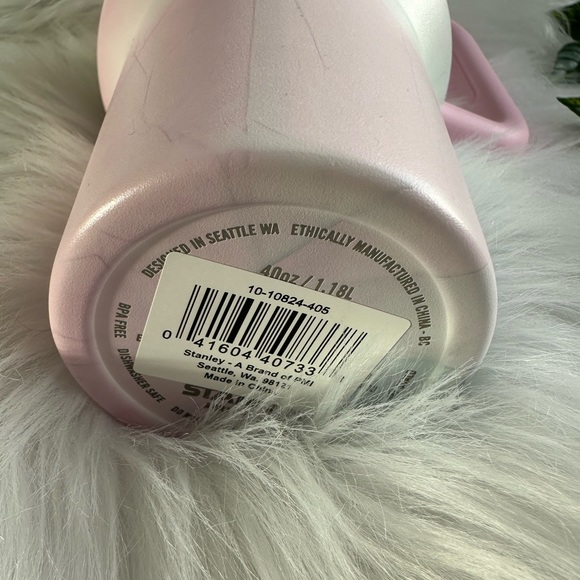 DESIGNED IN SEATTLE WA ETHICALLY MANUFACTURED IN CHINA - BC
40oz / 1.18L
10-10824-405
0 41604 40733
Stanley - A Brand of PMI
Seattle, Wa. 98121
Made in China
BPA FREE
DISHWASHER SAFE